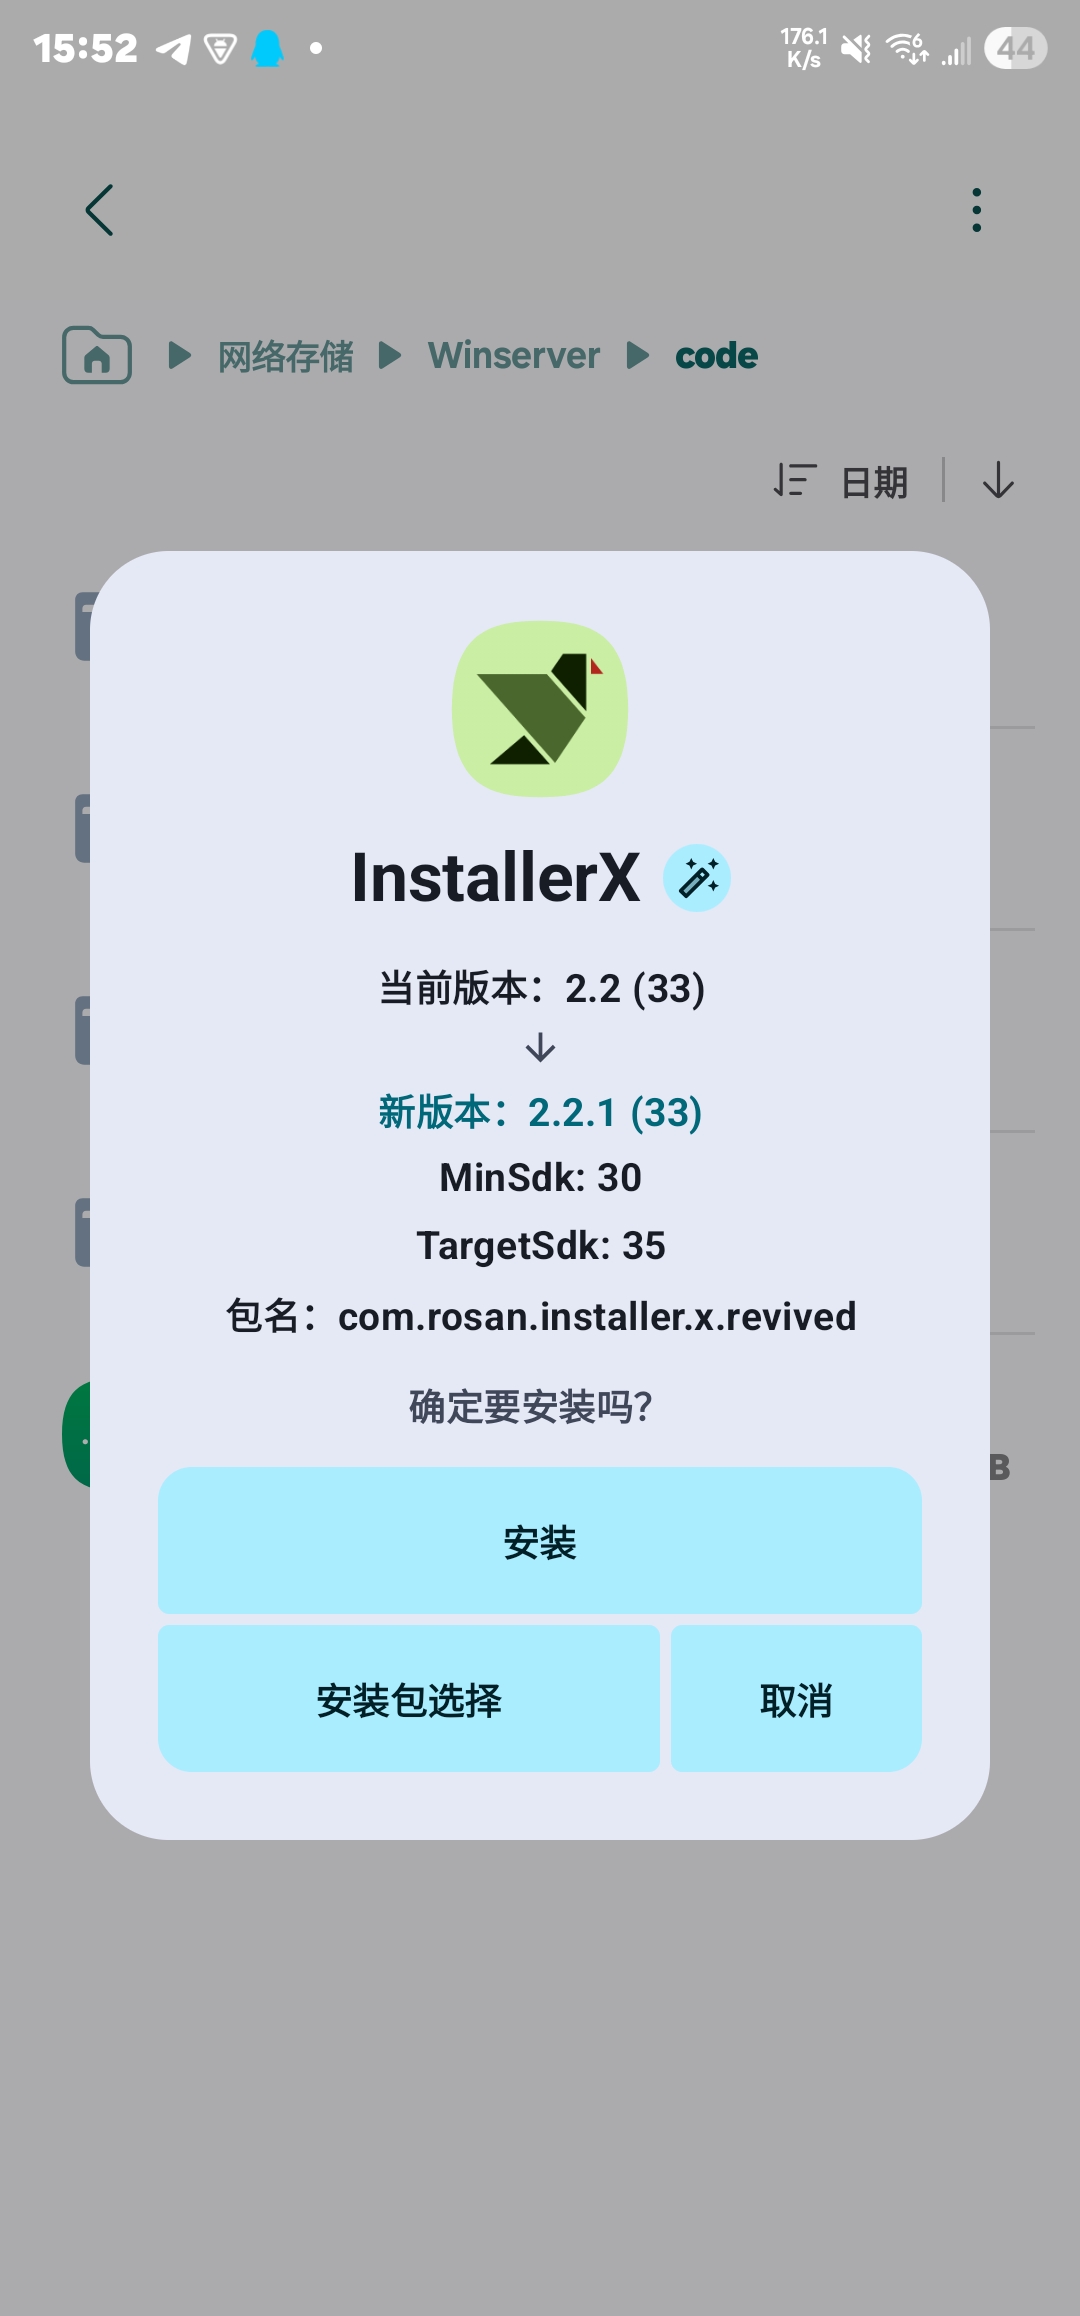 15:52
176.1
K/s
6
44
网络存储
Winserver
code
日期
InstallerX
当前版本：2.2 (33)
新版本：2.2.1 (33)
MinSdk: 30
TargetSdk: 35
包名：com.rosan.installer.x.revived
确定要安装吗？
B
安装
安装包选择
取消